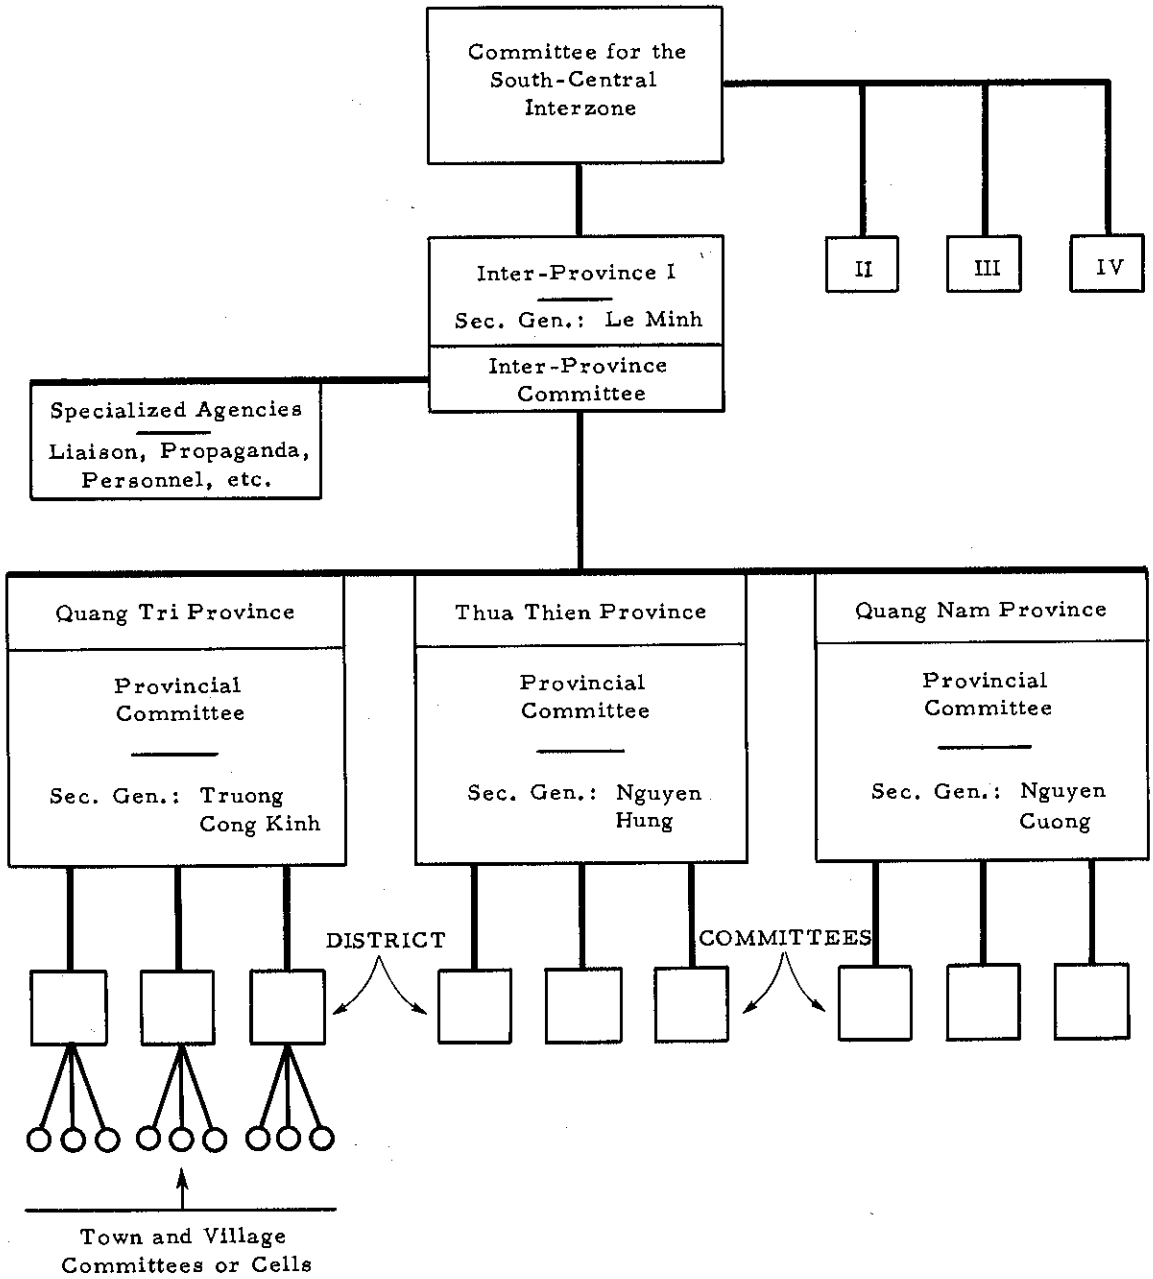 Committee for the
South-Central
Interzone
II
III
IV
Inter-Province I
Sec. Gen.: Le Minh
Inter-Province
Committee
Specialized Agencies
Liaison, Propaganda,
Personnel, etc.
Quang Tri Province
Provincial
Committee
Sec. Gen.: Truong
Cong Kinh
Thua Thien Province
Provincial
Committee
Sec. Gen.: Nguyen
Hung
Quang Nam Province
Provincial
Committee
Sec. Gen.: Nguyen
Cuong
DISTRICT COMMITTEES
Town and Village
Committees or Cells